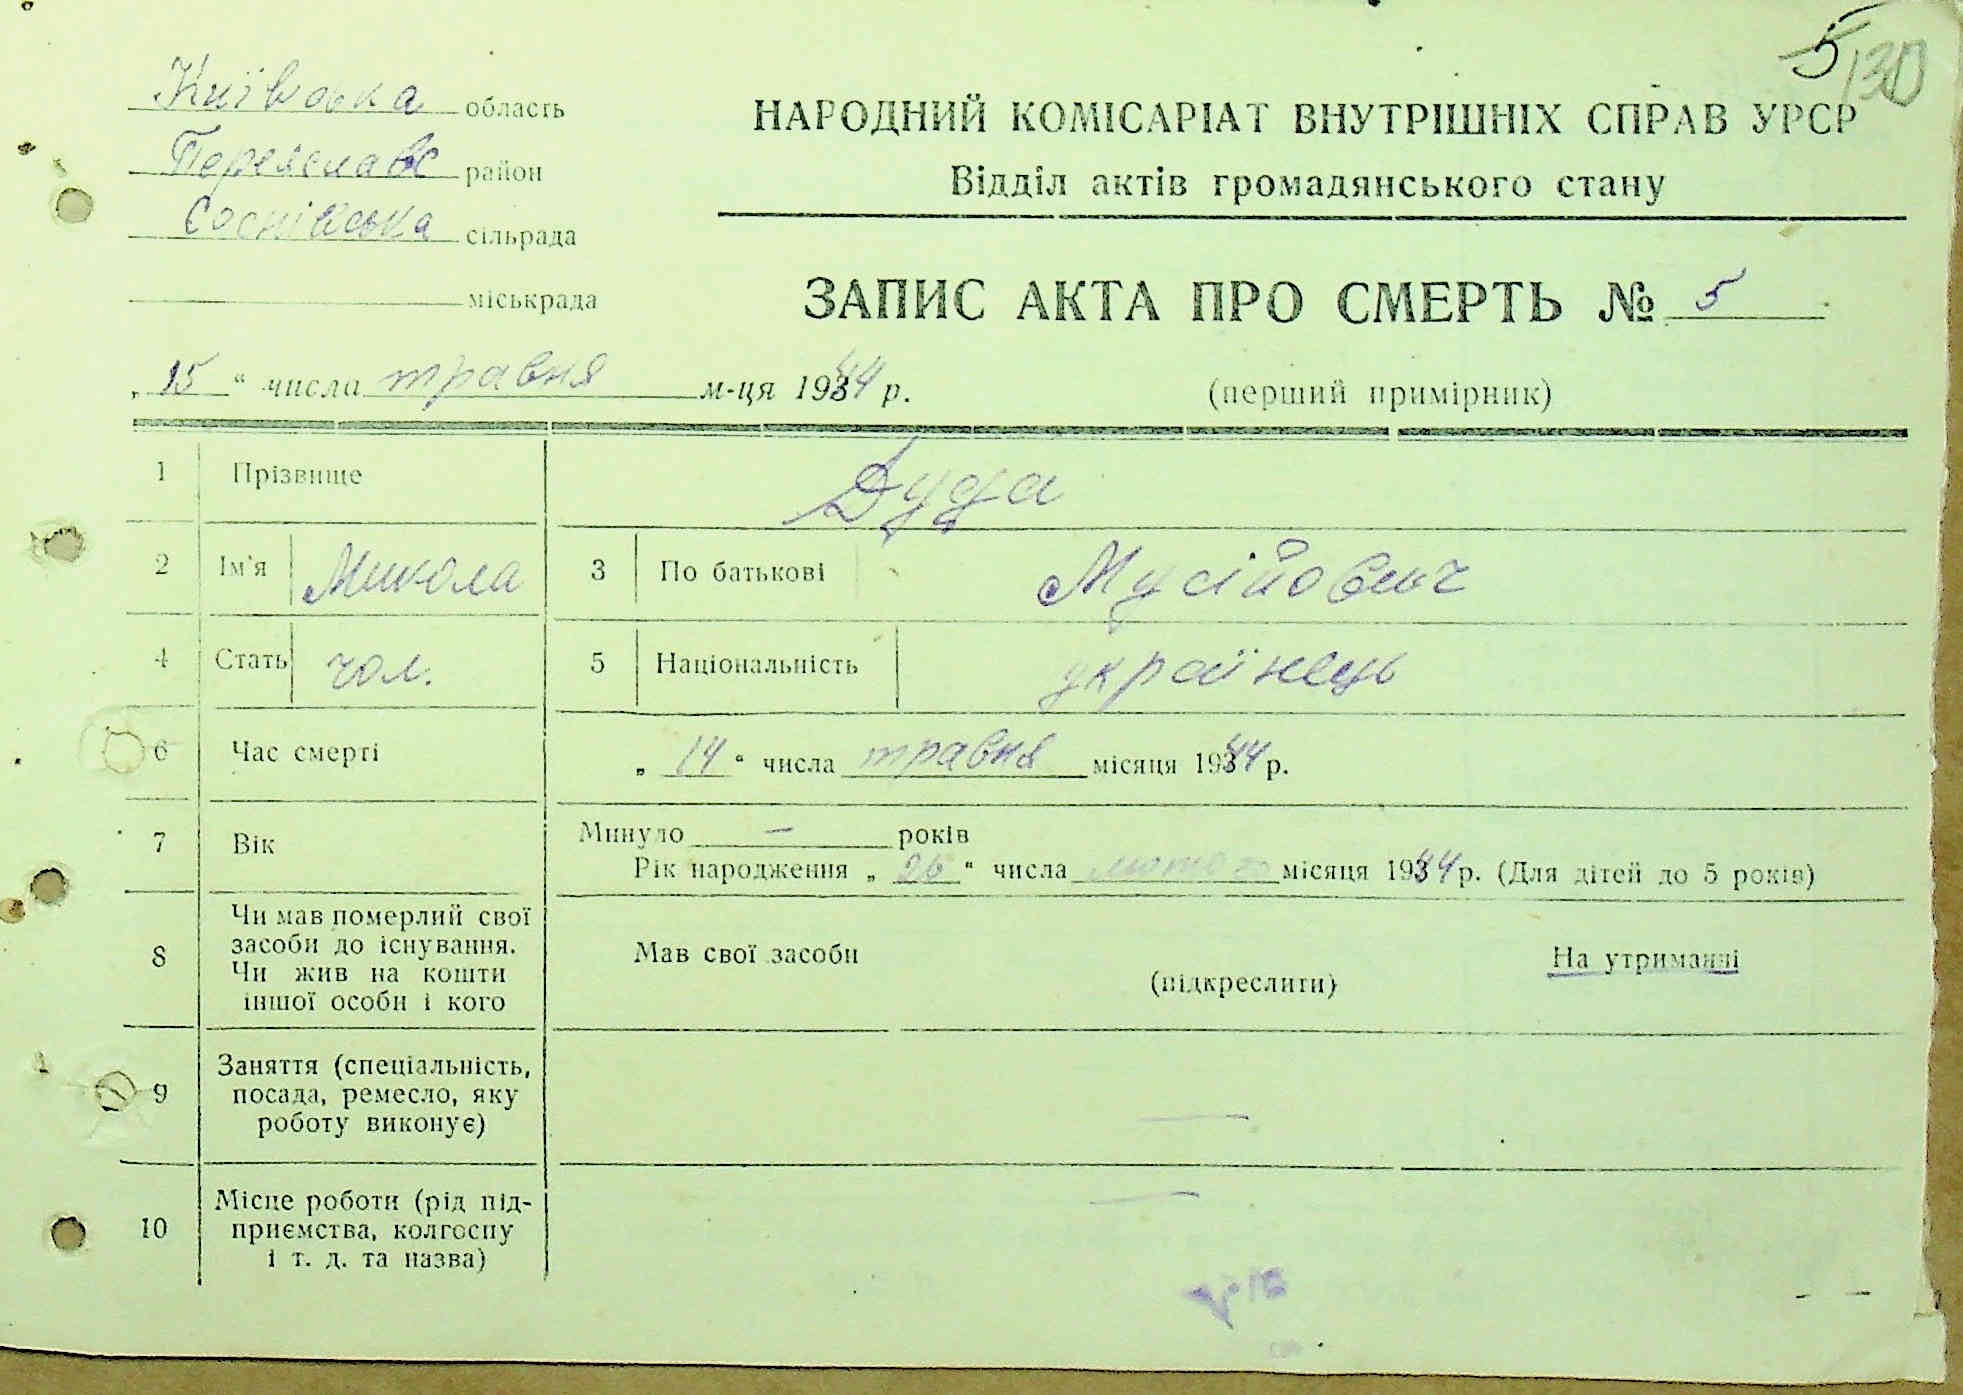 5 130
Київська область
Переяславс район
Соснівська сільрада
міськрада
НАРОДНИЙ КОМІСАРІАТ ВНУТРІШНІХ СПРАВ УРСР
Відділ актів громадянського стану
ЗАПИС АКТА ПРО СМЕРТЬ № 5
„15“ числа травня м-ця 1944 р.
(перший примірник)
1 Прізвище Дуда
2 Ім'я Микола 3 По батькові Мусійович
4 Стать чол. 5 Національність українець
6 Час смерті „14“ числа травня місяця 1944 р.
7 Вік Минуло — років
Рік народження „26“ числа лютого місяця 1944 р. (Для дітей до 5 років)
8 Чи мав померлий свої
засоби до існування.
Чи жив на кошти
іншої особи і кого
Мав свої засоби
(підкреслити)
На утриманні
9 Заняття (спеціальність,
посада, ремесло, яку
роботу виконує)
—
10 Місце роботи (рід під-
приємства, колгоспу
і т. д. та назва)
—